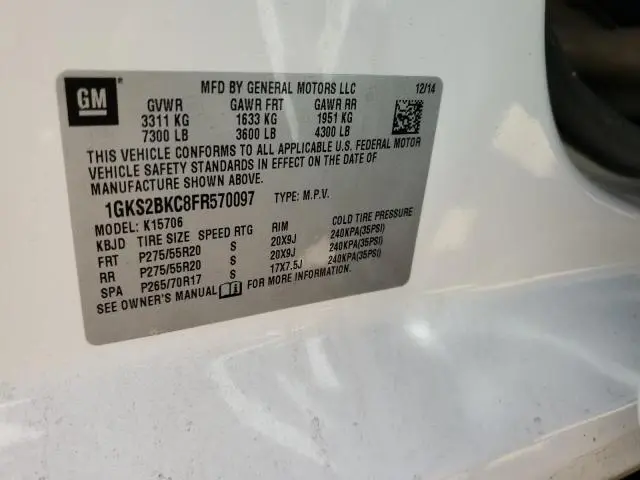 GM
MFD BY GENERAL MOTORS LLC 12/14
GVWR GAWR FRT GAWR RR
3311 KG 1633 KG 1951 KG
7300 LB 3600 LB 4300 LB
THIS VEHICLE CONFORMS TO ALL APPLICABLE U.S. FEDERAL MOTOR
VEHICLE SAFETY STANDARDS IN EFFECT ON THE DATE OF
MANUFACTURE SHOWN ABOVE.
1GKS2BKC8FR570097 TYPE: M.P.V.
MODEL: K15706
KBJD TIRE SIZE SPEED RTG RIM COLD TIRE PRESSURE
FRT P275/55R20 S 20X9J 240KPA(35PSI)
RR P275/55R20 S 20X9J 240KPA(35PSI)
SPA P265/70R17 S 17X7.5J 240KPA(35PSI)
SEE OWNER'S MANUAL FOR MORE INFORMATION.